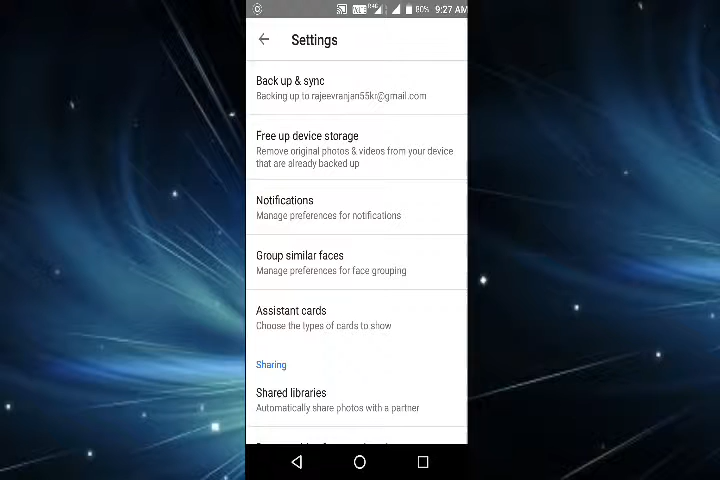 80% 9:27 AM
Settings
Back up & sync
Backing up to rajeevranjan55kr@gmail.com
Free up device storage
Remove original photos & videos from your device
that are already backed up
Notifications
Manage preferences for notifications
Group similar faces
Manage preferences for face grouping
Assistant cards
Choose the types of cards to show
Sharing
Shared libraries
Automatically share photos with a partner